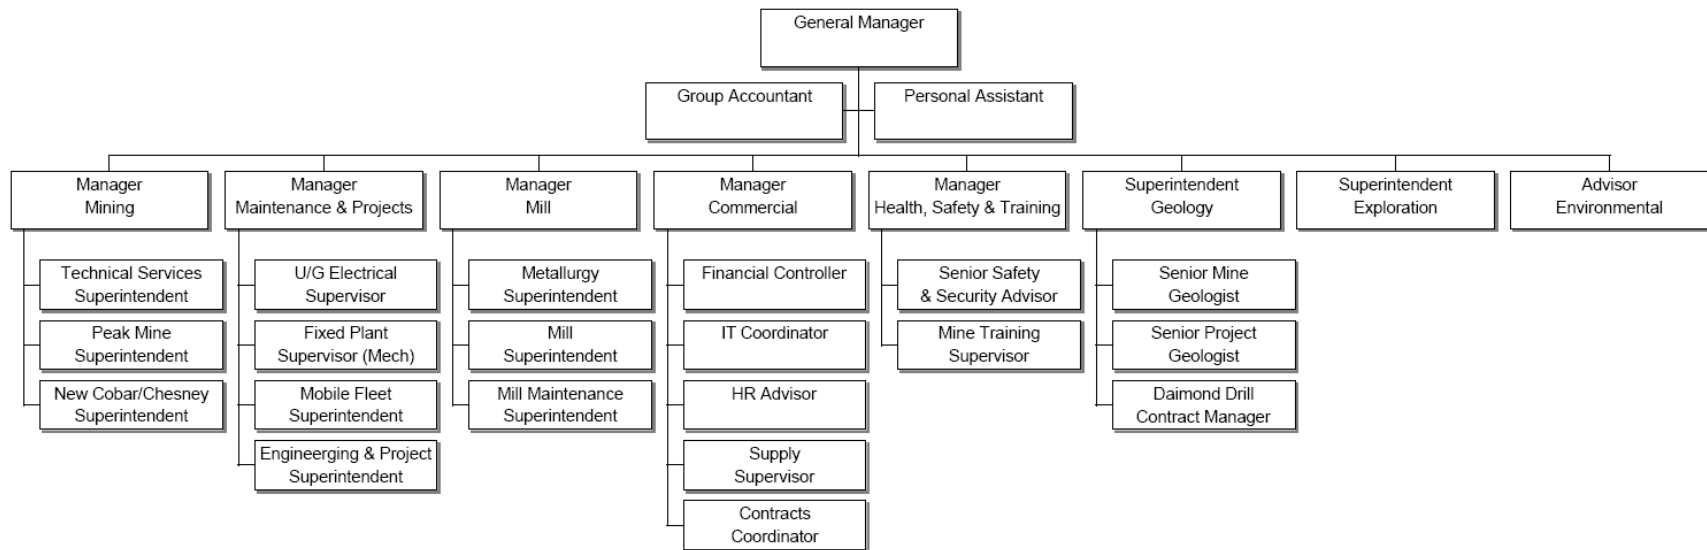 General Manager
Group Accountant
Personal Assistant
Manager
Mining
Manager
Maintenance & Projects
Manager
Mill
Manager
Commercial
Manager
Health, Safety & Training
Superintendent
Geology
Superintendent
Exploration
Advisor
Environmental
Technical Services
Superintendent
Peak Mine
Superintendent
New Cobar/Chesney
Superintendent
U/G Electrical
Supervisor
Fixed Plant
Supervisor (Mech)
Mobile Fleet
Superintendent
Engineerging & Project
Superintendent
Metallurgy
Superintendent
Mill
Superintendent
Mill Maintenance
Superintendent
Financial Controller
IT Coordinator
HR Advisor
Supply
Supervisor
Contracts
Coordinator
Senior Safety
& Security Advisor
Mine Training
Supervisor
Senior Mine
Geologist
Senior Project
Geologist
Daimond Drill
Contract Manager